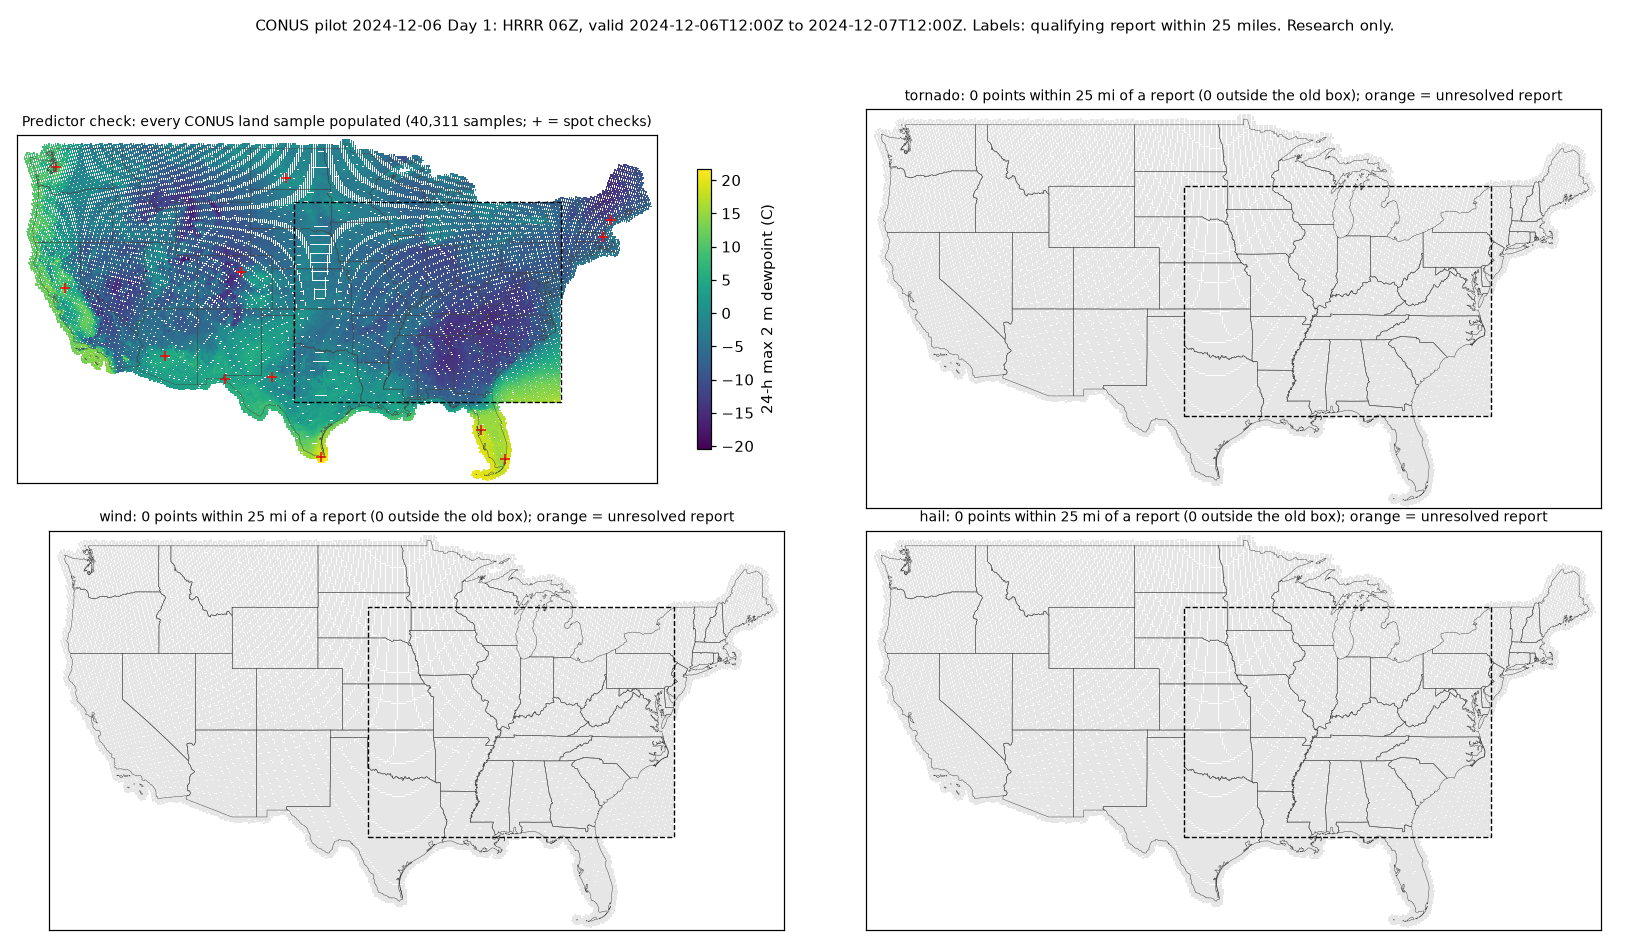 CONUS pilot 2024-12-06 Day 1: HRRR 06Z, valid 2024-12-06T12:00Z to 2024-12-07T12:00Z. Labels: qualifying report within 25 miles. Research only.
Predictor check: every CONUS land sample populated (40,311 samples; + = spot checks)
20
15
10
5
0
−5
−10
−15
−20
24-h max 2 m dewpoint (C)
tornado: 0 points within 25 mi of a report (0 outside the old box); orange = unresolved report
wind: 0 points within 25 mi of a report (0 outside the old box); orange = unresolved report
hail: 0 points within 25 mi of a report (0 outside the old box); orange = unresolved report